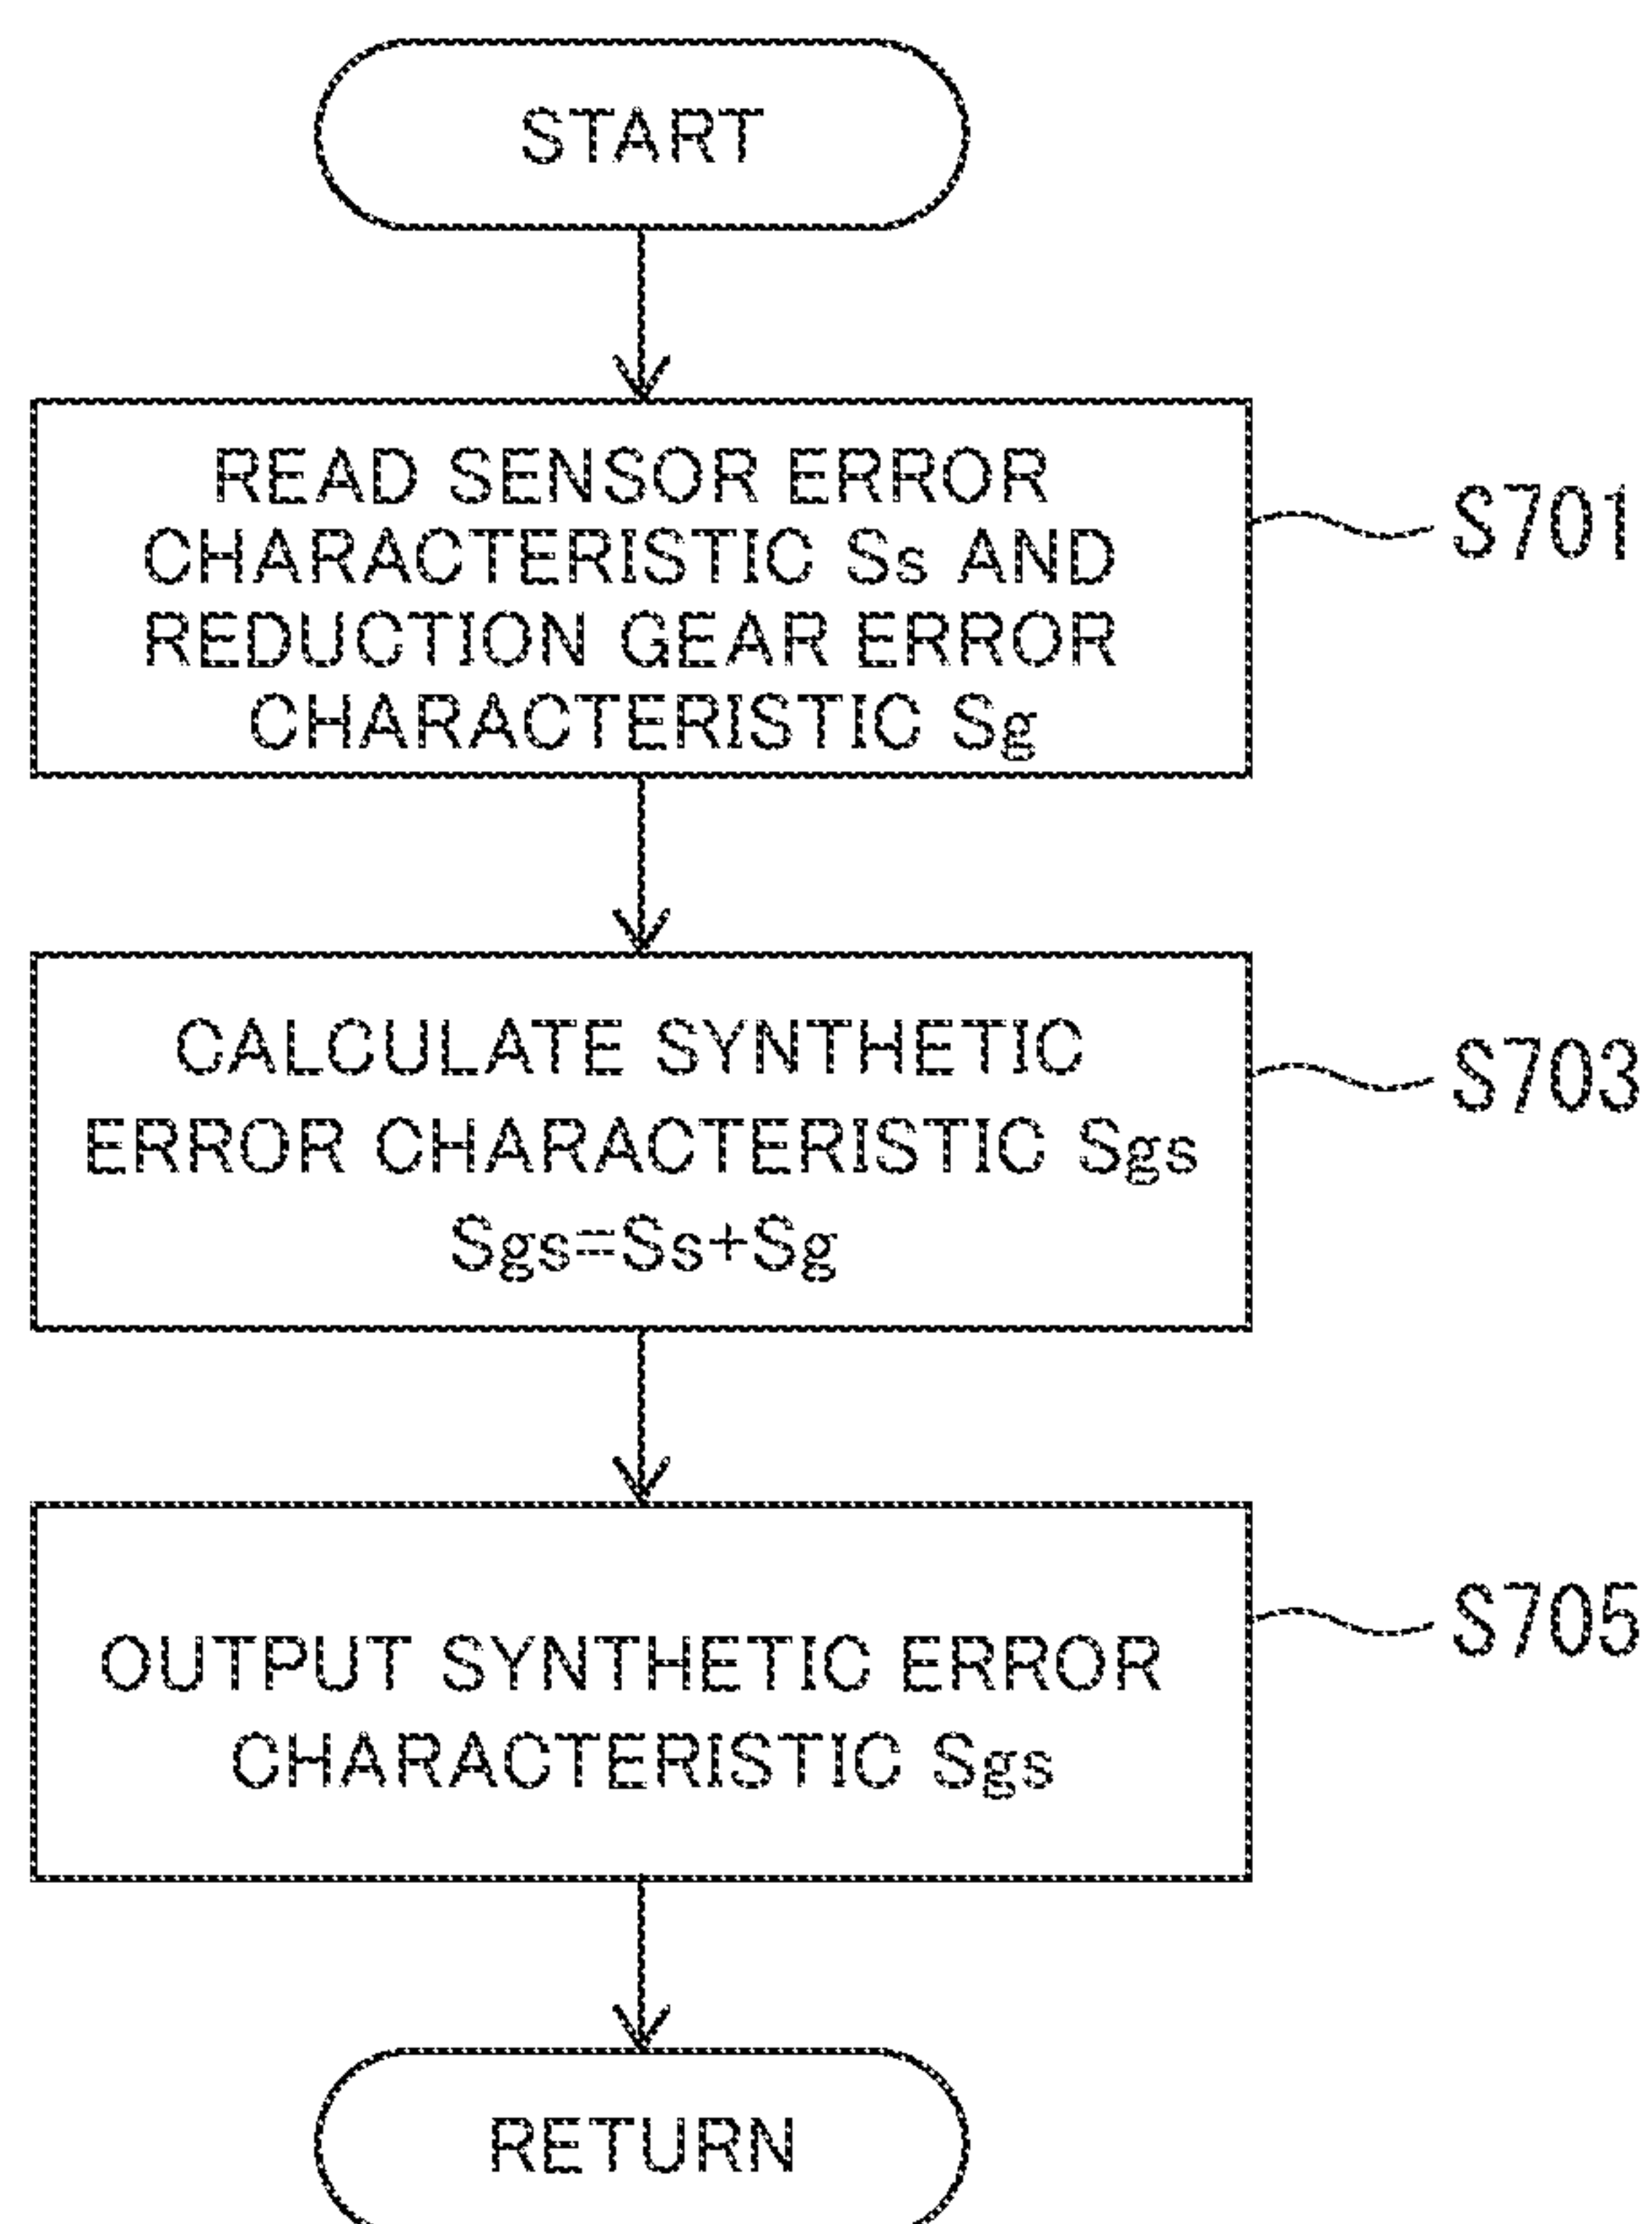 START
READ SENSOR ERROR
CHARACTERISTIC Ss AND
REDUCTION GEAR ERROR
CHARACTERISTIC Sg
S701
CALCULATE SYNTHETIC
ERROR CHARACTERISTIC Sgs
Sgs=Ss+Sg
S703
OUTPUT SYNTHETIC ERROR
CHARACTERISTIC Sgs
S705
RETURN